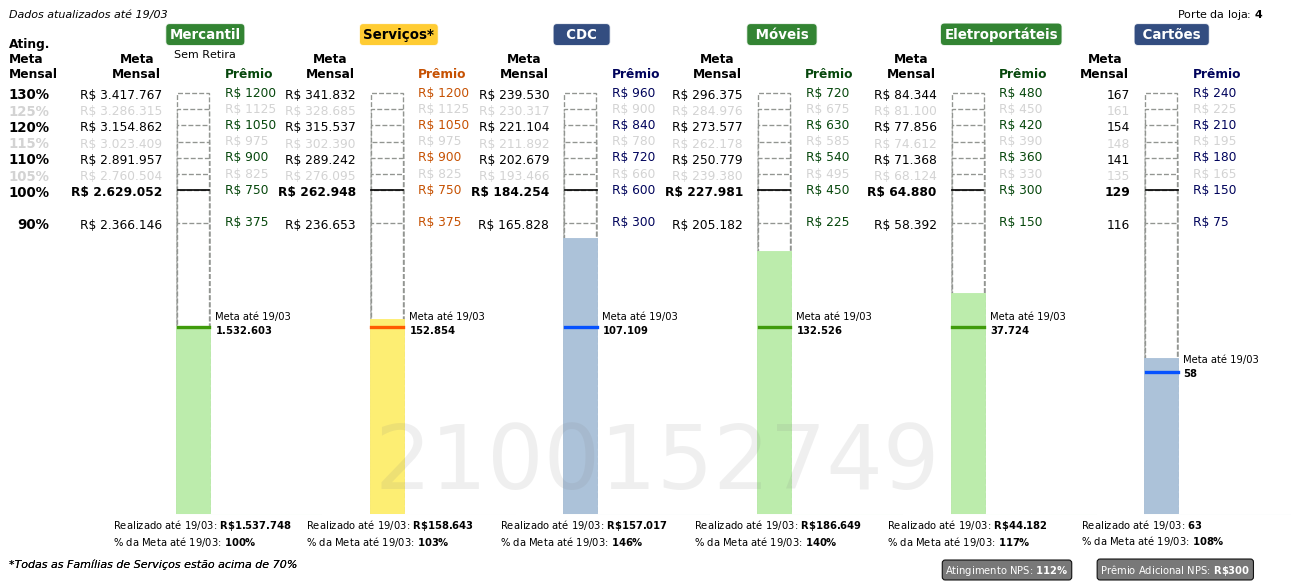 Dados atualizados até 19/03
Porte da loja: 4
Mercantil
Serviços*
CDC
Móveis
Eletroportáteis
Cartões
Sem Retira
Ating. Meta Mensal
Meta Mensal Prêmio Meta Mensal Prêmio Meta Mensal Prêmio Meta Mensal Prêmio Meta Mensal Prêmio Meta Mensal Prêmio
130% R$ 3.417.767 R$ 1200 R$ 341.832 R$ 1200 R$ 239.530 R$ 960 R$ 296.375 R$ 720 R$ 84.344 R$ 480 167 R$ 240
125% R$ 3.286.315 R$ 1125 R$ 328.685 R$ 1125 R$ 230.317 R$ 900 R$ 284.976 R$ 675 R$ 81.100 R$ 450 161 R$ 225
120% R$ 3.154.862 R$ 1050 R$ 315.537 R$ 1050 R$ 221.104 R$ 840 R$ 273.577 R$ 630 R$ 77.856 R$ 420 154 R$ 210
115% R$ 3.023.409 R$ 975 R$ 302.390 R$ 975 R$ 211.892 R$ 780 R$ 262.178 R$ 585 R$ 74.612 R$ 390 148 R$ 195
110% R$ 2.891.957 R$ 900 R$ 289.242 R$ 900 R$ 202.679 R$ 720 R$ 250.779 R$ 540 R$ 71.368 R$ 360 141 R$ 180
105% R$ 2.760.504 R$ 825 R$ 276.095 R$ 825 R$ 193.466 R$ 660 R$ 239.380 R$ 495 R$ 68.124 R$ 330 135 R$ 165
100% R$ 2.629.052 R$ 750 R$ 262.948 R$ 750 R$ 184.254 R$ 600 R$ 227.981 R$ 450 R$ 64.880 R$ 300 129 R$ 150
90% R$ 2.366.146 R$ 375 R$ 236.653 R$ 375 R$ 165.828 R$ 300 R$ 205.182 R$ 225 R$ 58.392 R$ 150 116 R$ 75
Meta até 19/03 Meta até 19/03 Meta até 19/03 Meta até 19/03 Meta até 19/03
1.532.603 152.854 107.109 132.526 37.724
Meta até 19/03
58
2100152749
Realizado até 19/03: R$1.537.748 Realizado até 19/03: R$158.643 Realizado até 19/03: R$157.017 Realizado até 19/03: R$186.649 Realizado até 19/03: R$44.182 Realizado até 19/03: 63
% da Meta até 19/03: 100% % da Meta até 19/03: 103% % da Meta até 19/03: 146% % da Meta até 19/03: 140% % da Meta até 19/03: 117% % da Meta até 19/03: 108%
*Todas as Famílias de Serviços estão acima de 70%
Atingimento NPS: 112%
Prêmio Adicional NPS: R$300